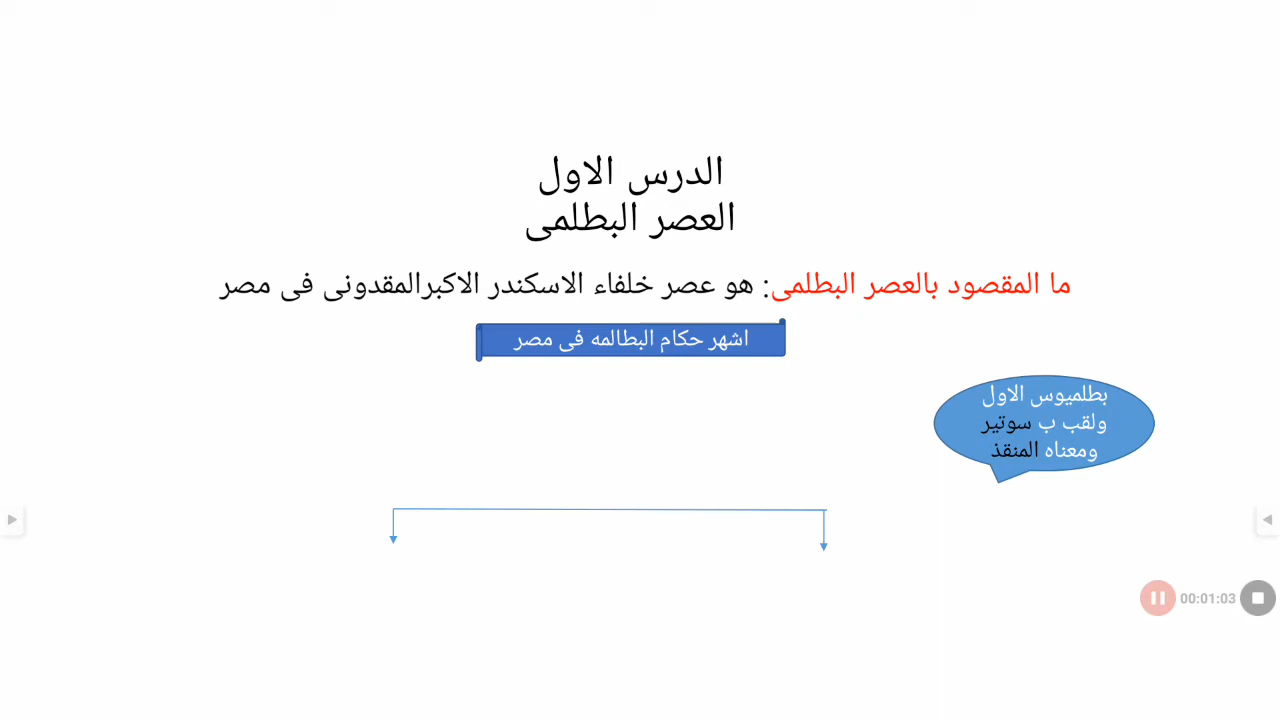 الدرس الاول
العصر البطلمى
ما المقصود بالعصر البطلمى: هو عصر خلفاء الاسكندر الاكبرالمقدونى فى مصر
اشهر حكام البطالمه فى مصر
بطلميوس الاول
ولقب ب سوتير
ومعناه المنقذ
00:01:03